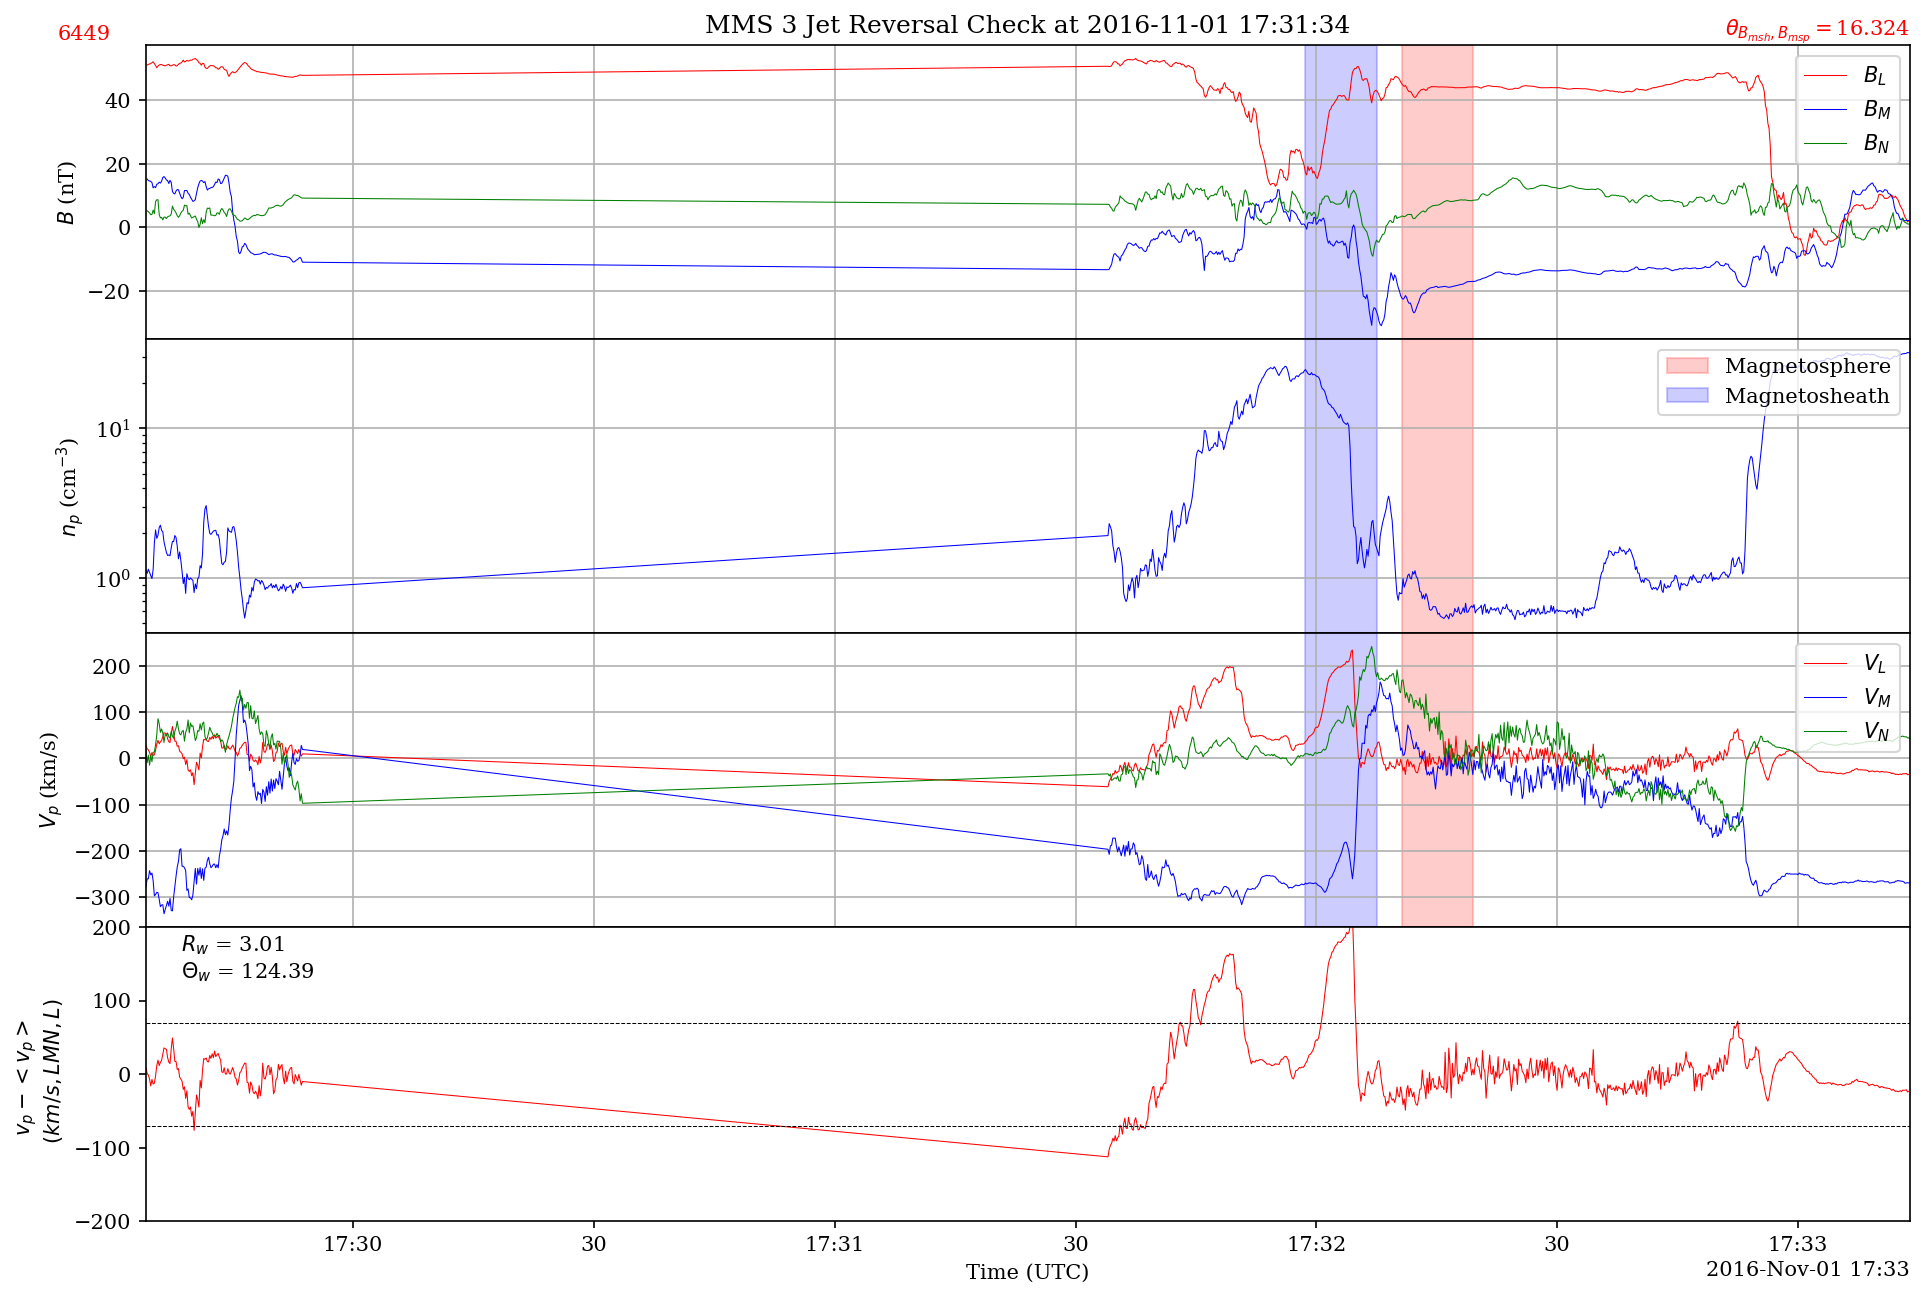 MMS 3 Jet Reversal Check at 2016-11-01 17:31:34
6449
θ_{B_{msh}, B_{msp}} = 16.324
B_L
B_M
B_N
40
20
0
−20
B (nT)
Magnetosphere
Magnetosheath
10^1
10^0
n_p (cm^{−3})
V_L
V_M
V_N
200
100
0
−100
−200
−300
V_p (km/s)
R_w = 3.01
Θ_w = 124.39
200
100
0
−100
−200
v_p − < v_p >
(km/s, LMN, L)
17:30
30
17:31
30
17:32
30
17:33
Time (UTC)
2016-Nov-01 17:33